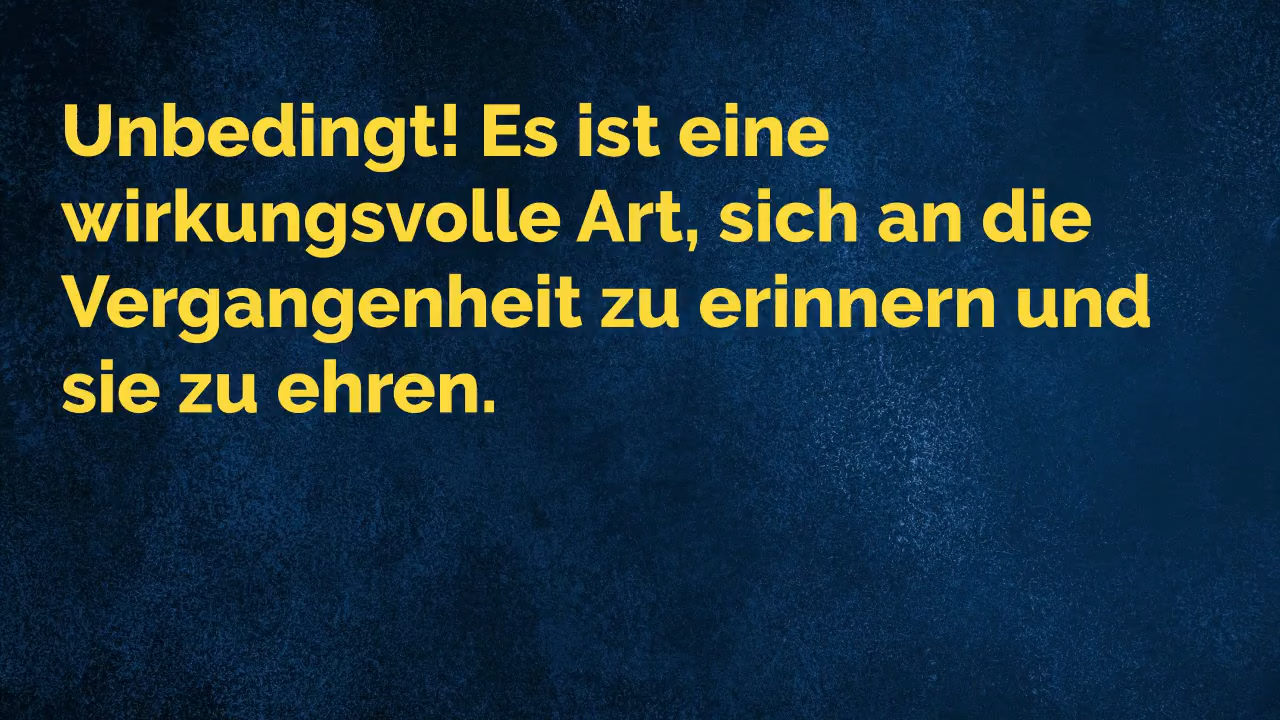 Unbedingt! Es ist eine
wirkungsvolle Art, sich an die
Vergangenheit zu erinnern und
sie zu ehren.